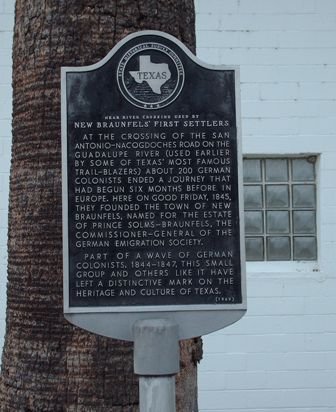 STATE HISTORICAL SURVEY COMMITTEE
TEXAS
NEAR RIVER CROSSING USED BY
NEW BRAUNFELS' FIRST SETTLERS
AT THE CROSSING OF THE SAN
ANTONIO-NACOGDOCHES ROAD ON THE
GUADALUPE RIVER (USED EARLIER
BY SOME OF TEXAS' MOST FAMOUS
TRAIL-BLAZERS) ABOUT 200 GERMAN
COLONISTS ENDED A JOURNEY THAT
HAD BEGUN SIX MONTHS BEFORE IN
EUROPE. HERE ON GOOD FRIDAY, 1845,
THEY FOUNDED THE TOWN OF NEW
BRAUNFELS, NAMED FOR THE ESTATE
OF PRINCE SOLMS-BRAUNFELS, THE
COMMISSIONER-GENERAL OF THE
GERMAN EMIGRATION SOCIETY.
PART OF A WAVE OF GERMAN
COLONISTS, 1844-1847, THIS SMALL
GROUP AND OTHERS LIKE IT HAVE
LEFT A DISTINCTIVE MARK ON THE
HERITAGE AND CULTURE OF TEXAS.
(1969)